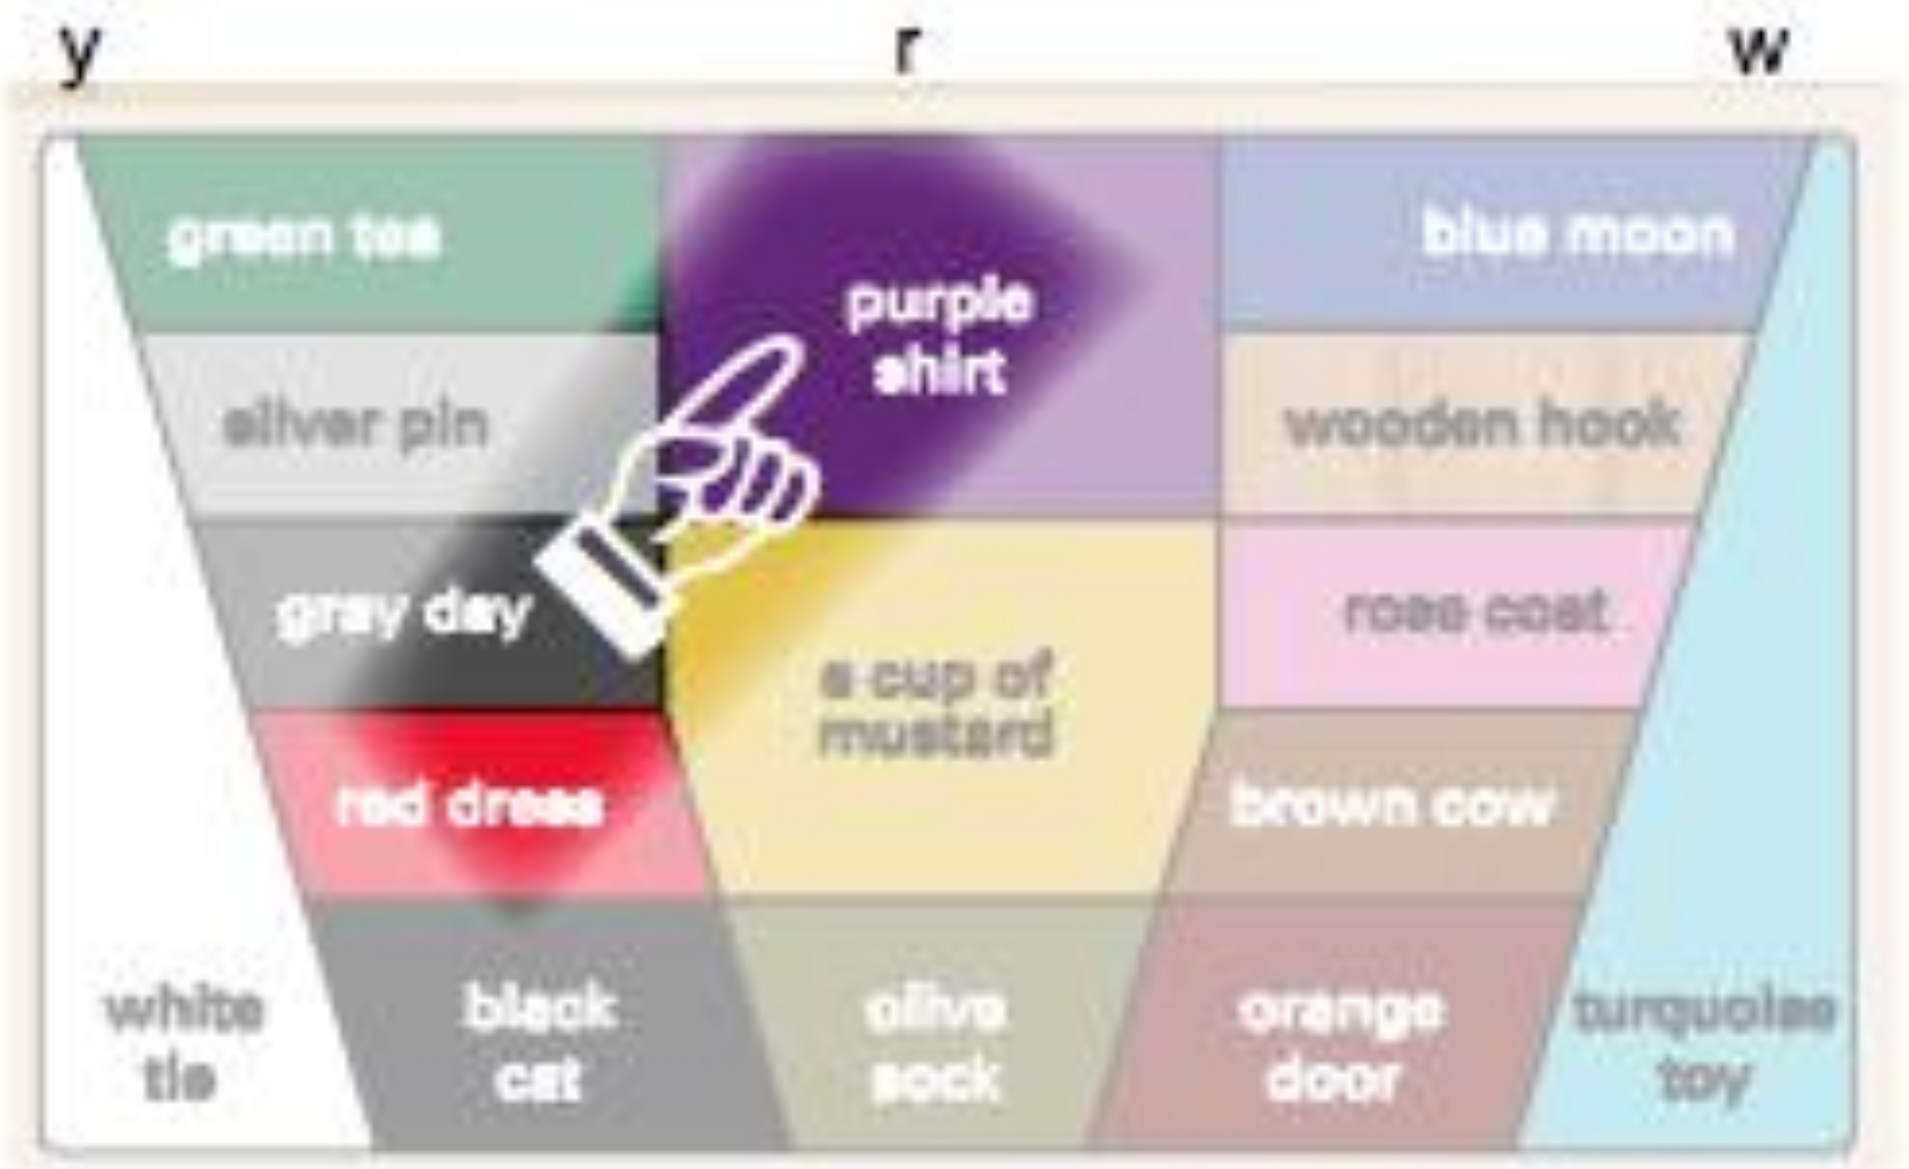 y r w
green tea
purple
shirt
blue moon
silver pin
wooden hook
gray day
rose coat
a cup of
mustard
red dress
brown cow
white
tie
black
cat
olive
sock
orange
door
turquoise
toy